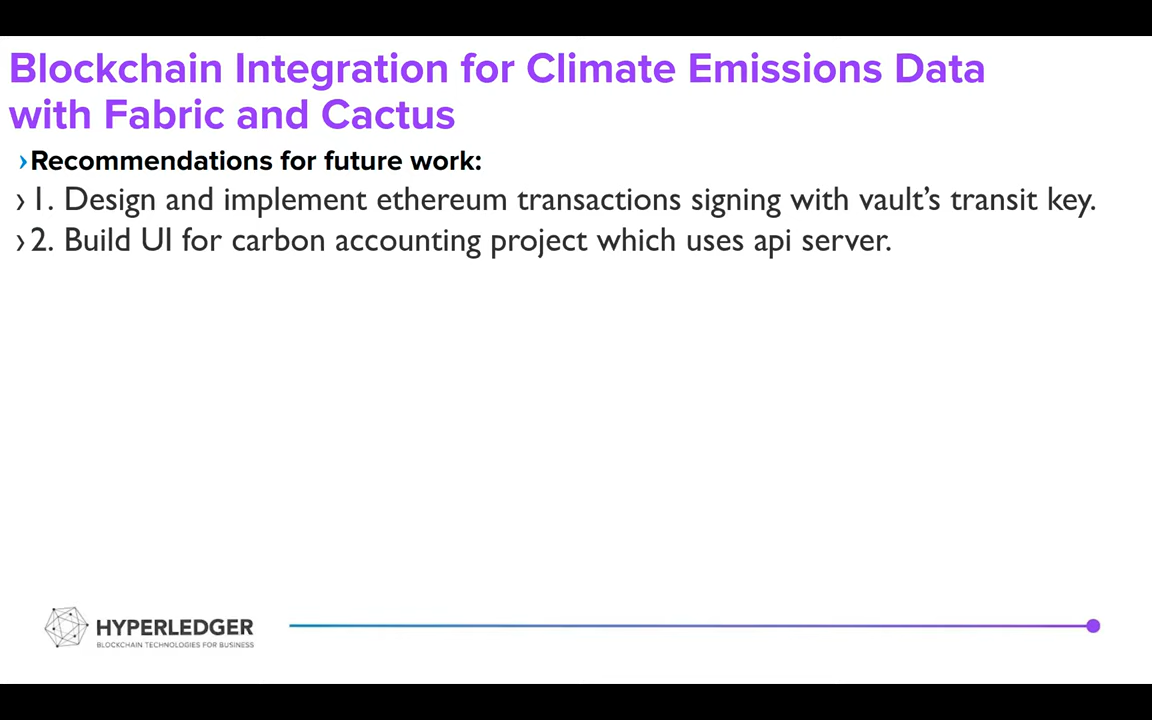 Blockchain Integration for Climate Emissions Data
with Fabric and Cactus
›Recommendations for future work:
›1. Design and implement ethereum transactions signing with vault’s transit key.
›2. Build UI for carbon accounting project which uses api server.
HYPERLEDGER
BLOCKCHAIN TECHNOLOGIES FOR BUSINESS